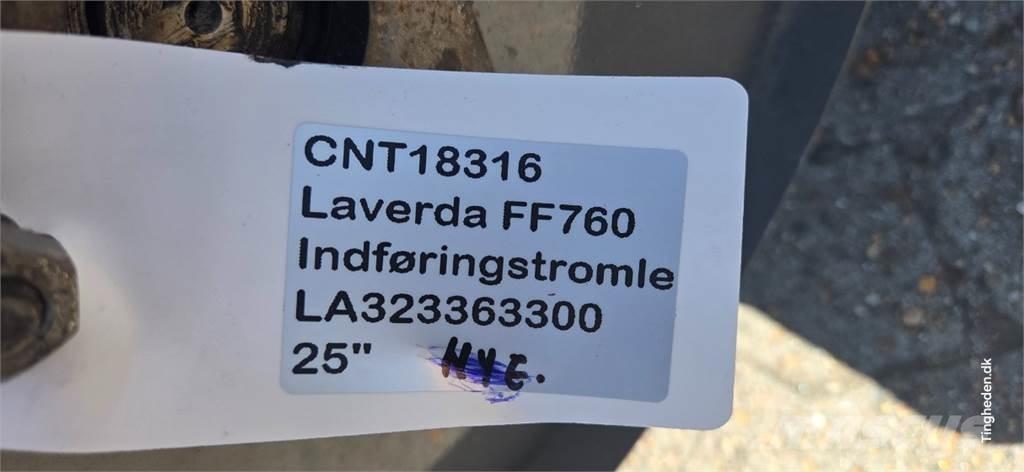 CNT18316
Laverda FF760
Indføringstromle
LA323363300
25" NYE.
Tingheden.dk